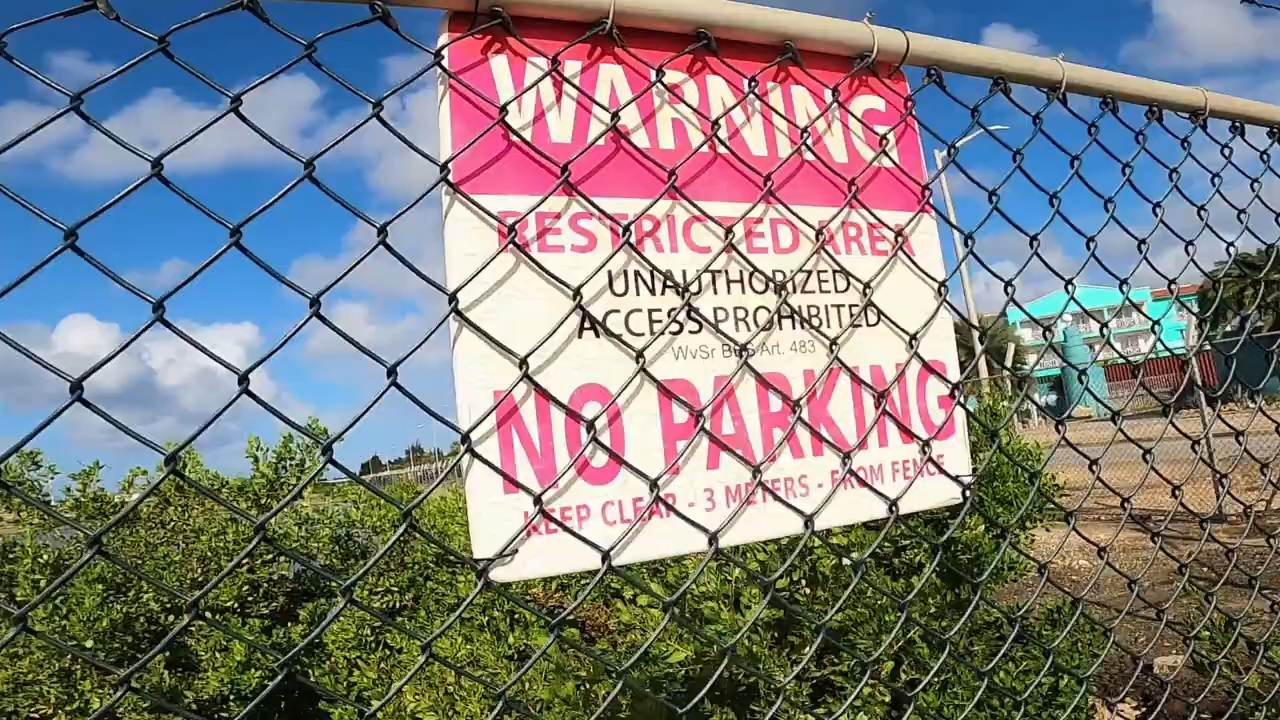 WARNING
RESTRICTED AREA
UNAUTHORIZED
ACCESS PROHIBITED
WvSr BES Art. 483
NO PARKING
KEEP CLEAR - 3 METERS - FROM FENCE